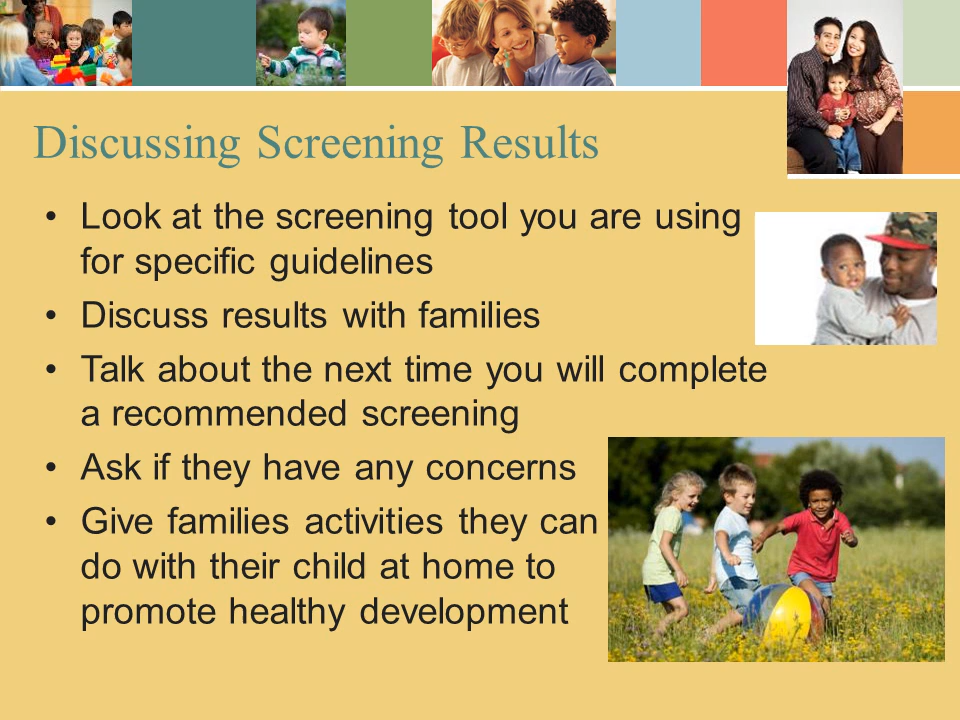 Discussing Screening Results
• Look at the screening tool you are using
for specific guidelines
• Discuss results with families
• Talk about the next time you will complete
a recommended screening
• Ask if they have any concerns
• Give families activities they can
do with their child at home to
promote healthy development